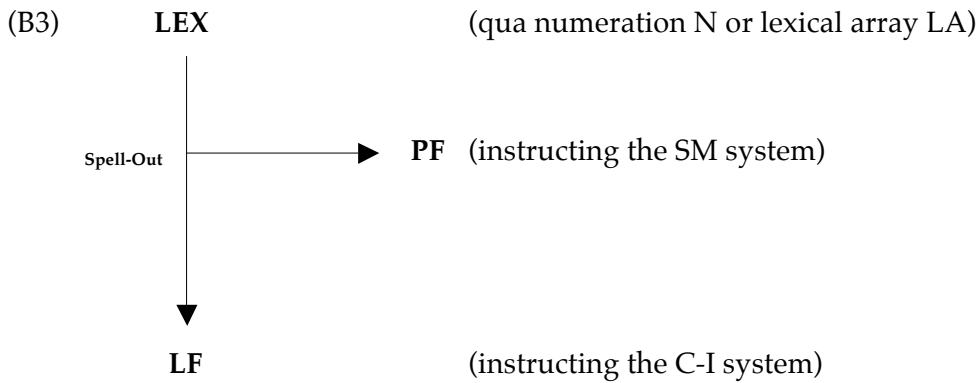 (B3) LEX (qua numeration N or lexical array LA)
Spell-Out PF (instructing the SM system)
LF (instructing the C-I system)